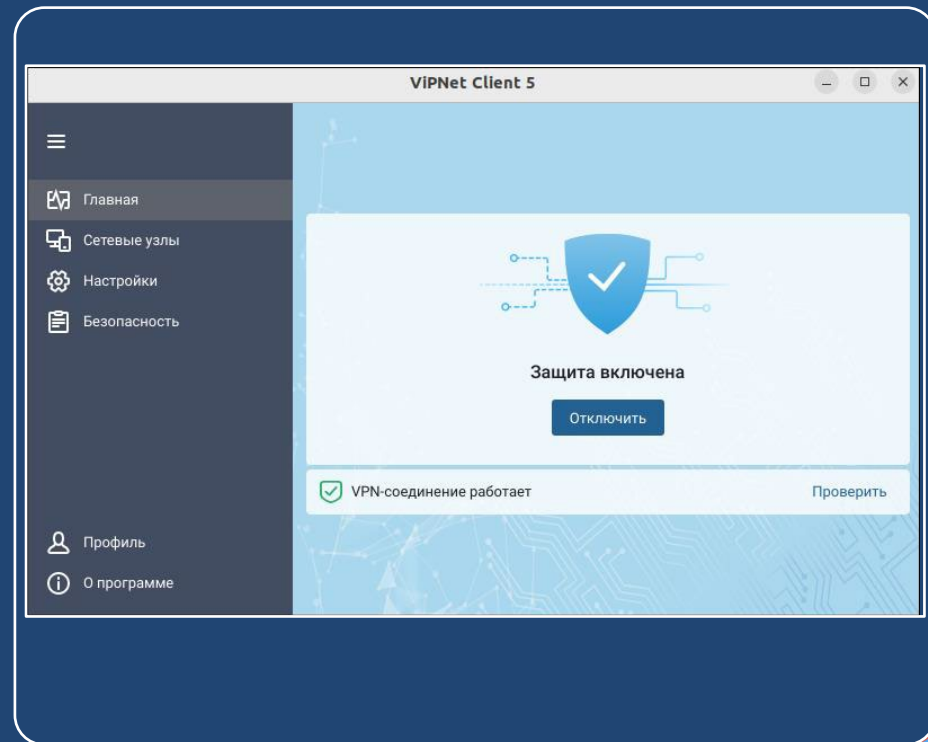 ViPNet Client 5
Главная
Сетевые узлы
Настройки
Безопасность
Защита включена
Отключить
VPN-соединение работает
Проверить
Профиль
О программе